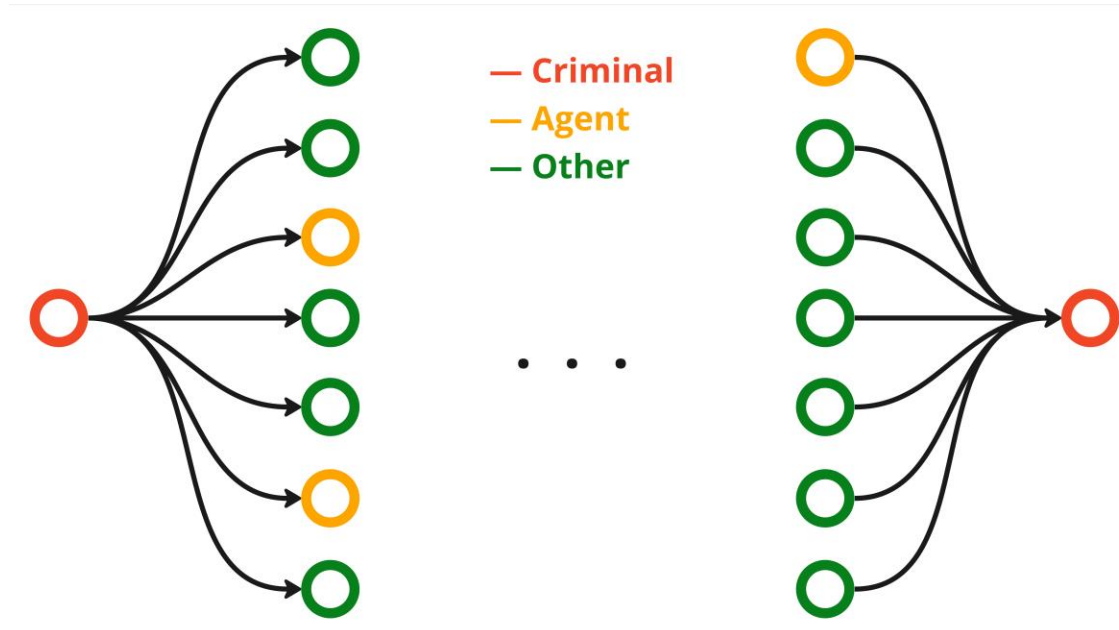 — Criminal
— Agent
— Other
. . .